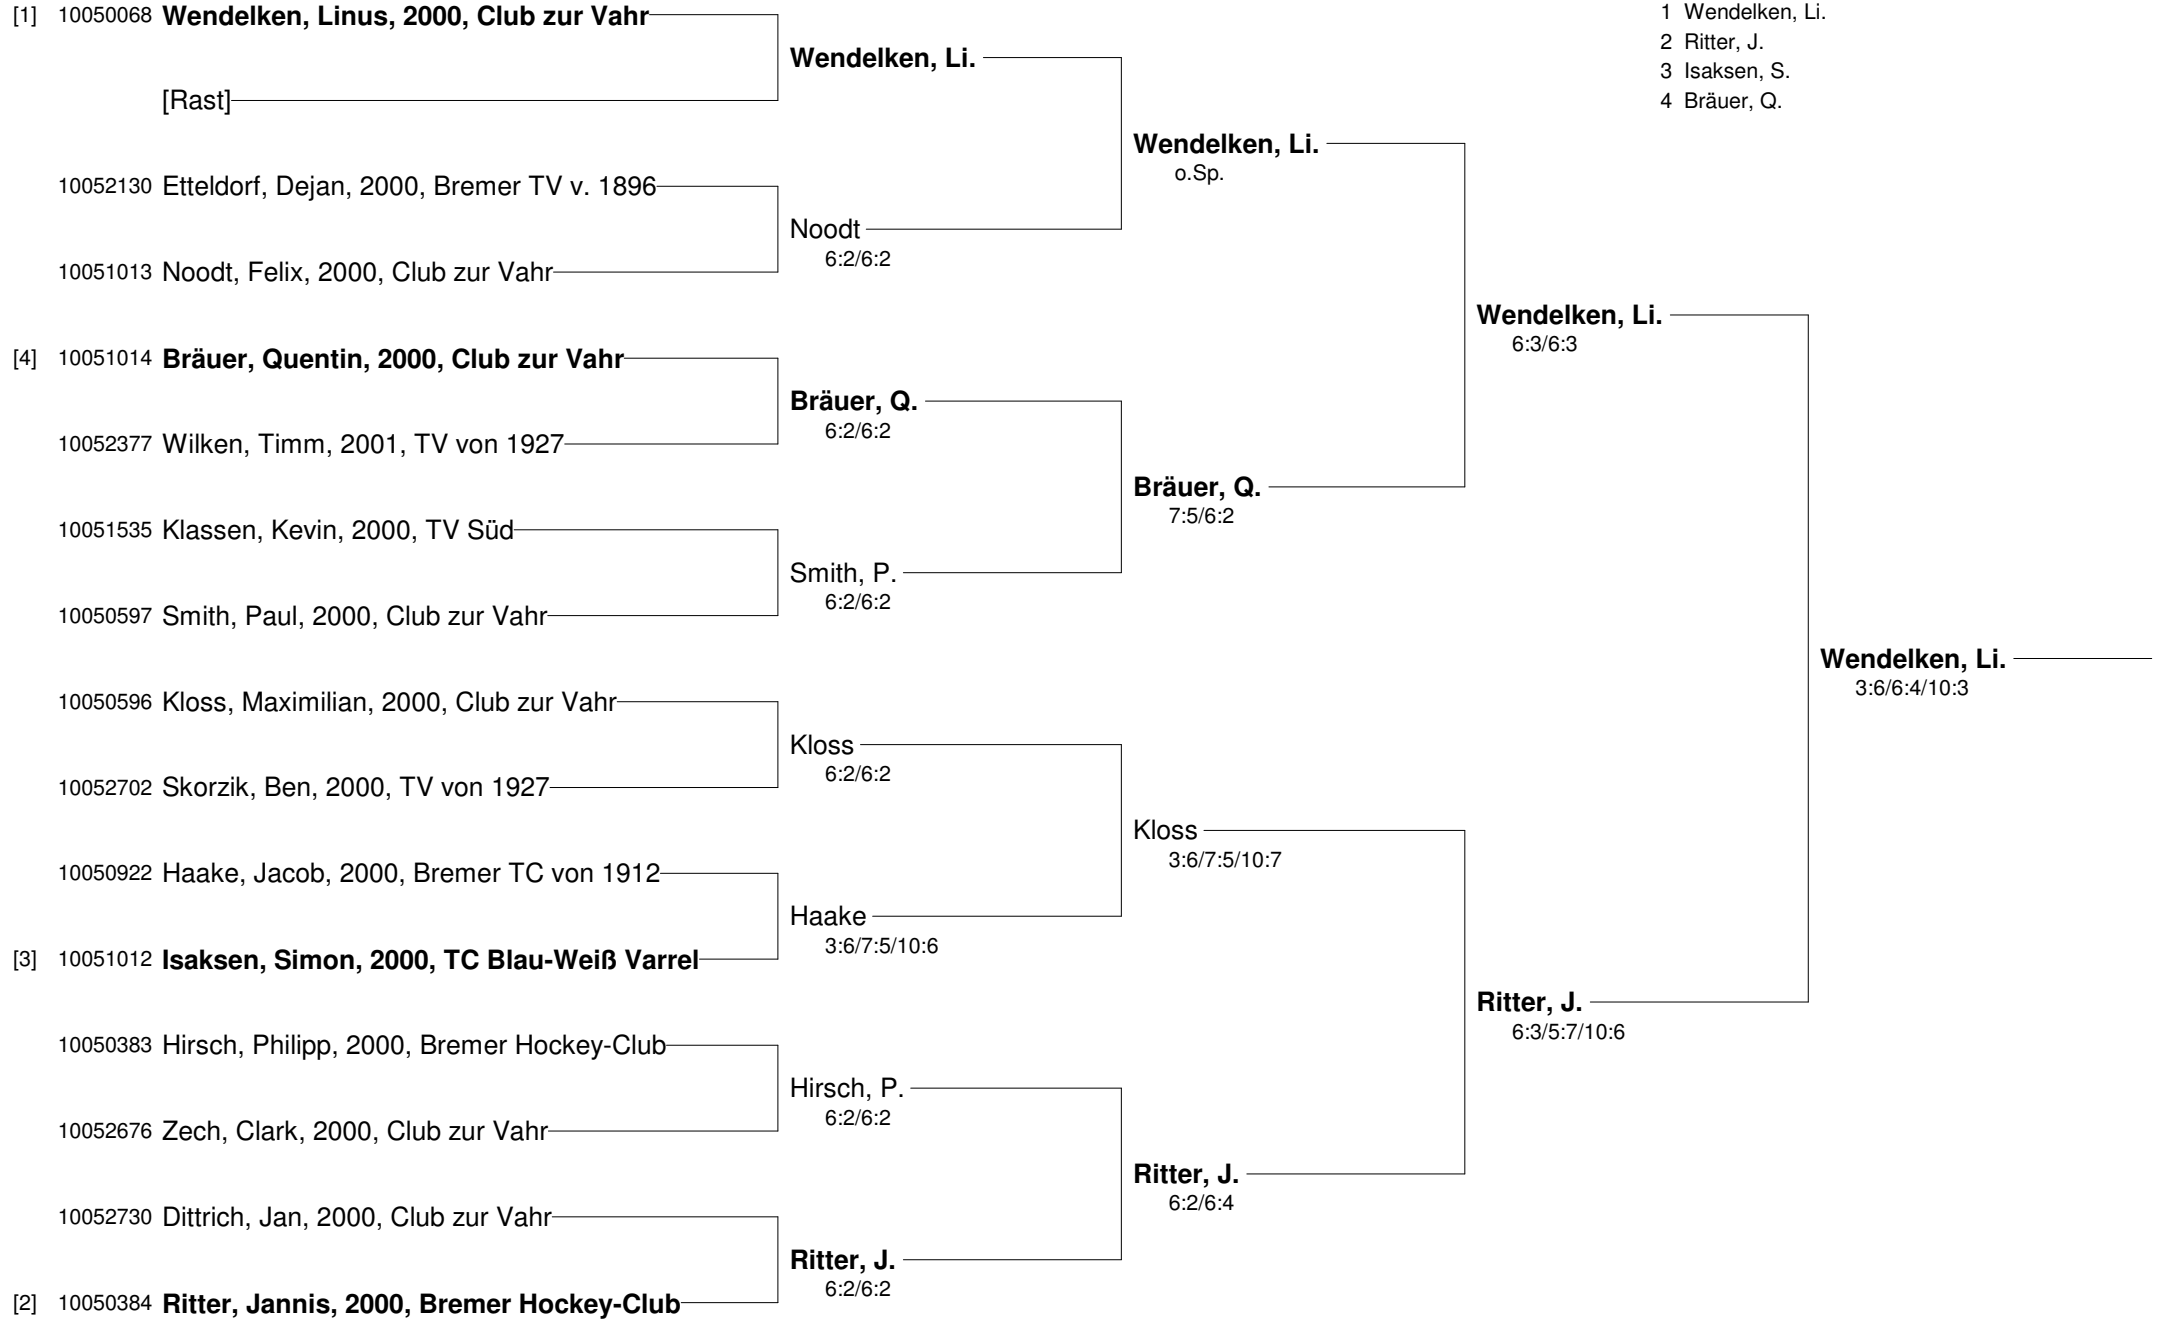 [1] 10050068 Wendelken, Linus, 2000, Club zur Vahr
[Rast]
10052130 Etteldorf, Dejan, 2000, Bremer TV v. 1896
10051013 Noodt, Felix, 2000, Club zur Vahr
[4] 10051014 Bräuer, Quentin, 2000, Club zur Vahr
10052377 Wilken, Timm, 2001, TV von 1927
10051535 Klassen, Kevin, 2000, TV Süd
10050597 Smith, Paul, 2000, Club zur Vahr
10050596 Kloss, Maximilian, 2000, Club zur Vahr
10052702 Skorzik, Ben, 2000, TV von 1927
10050922 Haake, Jacob, 2000, Bremer TC von 1912
[3] 10051012 Isaksen, Simon, 2000, TC Blau-Weiß Varrel
10050383 Hirsch, Philipp, 2000, Bremer Hockey-Club
10052676 Zech, Clark, 2000, Club zur Vahr
10052730 Dittrich, Jan, 2000, Club zur Vahr
[2] 10050384 Ritter, Jannis, 2000, Bremer Hockey-Club
Wendelken, Li.
Noodt
6:2/6:2
Bräuer, Q.
6:2/6:2
Smith, P.
6:2/6:2
Kloss
6:2/6:2
Haake
3:6/7:5/10:6
Hirsch, P.
6:2/6:2
Ritter, J.
6:2/6:2
Wendelken, Li.
o.Sp.
Bräuer, Q.
7:5/6:2
Kloss
3:6/7:5/10:7
Ritter, J.
6:2/6:4
Wendelken, Li.
6:3/6:3
Ritter, J.
6:3/5:7/10:6
Wendelken, Li.
3:6/6:4/10:3
1 Wendelken, Li.
2 Ritter, J.
3 Isaksen, S.
4 Bräuer, Q.